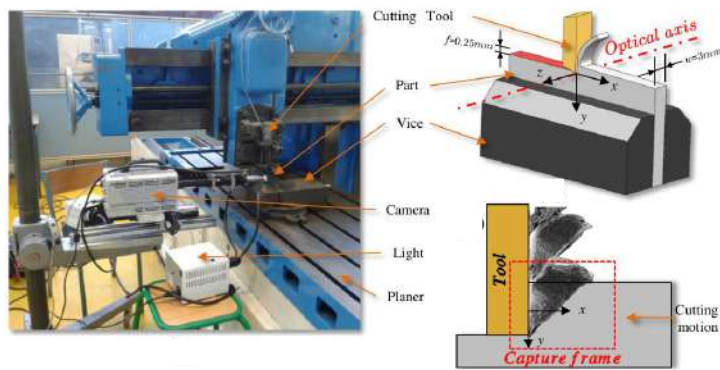 Cutting Tool
f=0.25mm
Optical axis
w=3mm
Part
z
x
y
Vice
Camera
Light
Planer
)
Tool
x
y
Cutting
motion
Capture frame